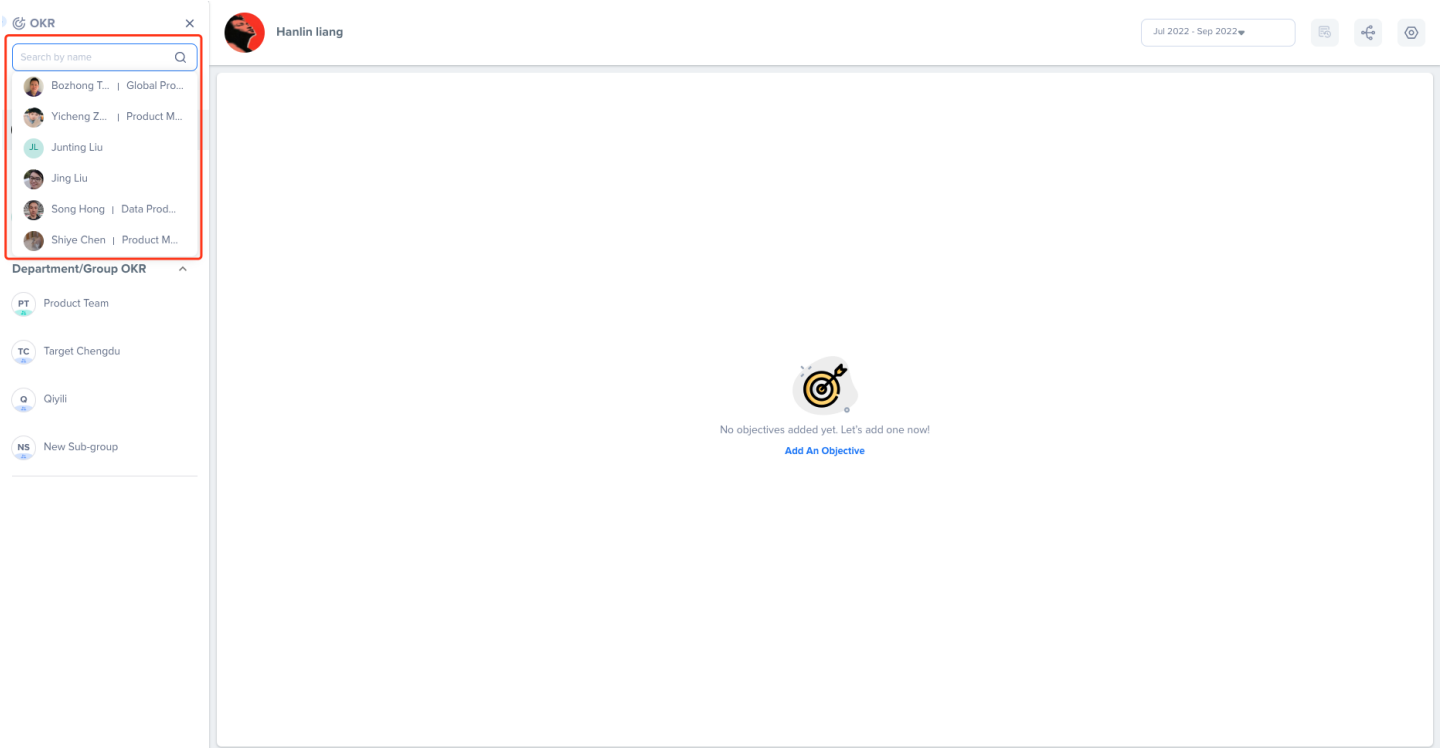 OKR
Search by name
Bozhong T... | Global Pro...
Yicheng Z... | Product M...
JL Junting Liu
Jing Liu
Song Hong | Data Prod...
Shiye Chen | Product M...
Department/Group OKR
PT Product Team
TC Target Chengdu
Q Qiyili
NS New Sub-group
Hanlin liang
Jul 2022 - Sep 2022
No objectives added yet. Let's add one now!
Add An Objective